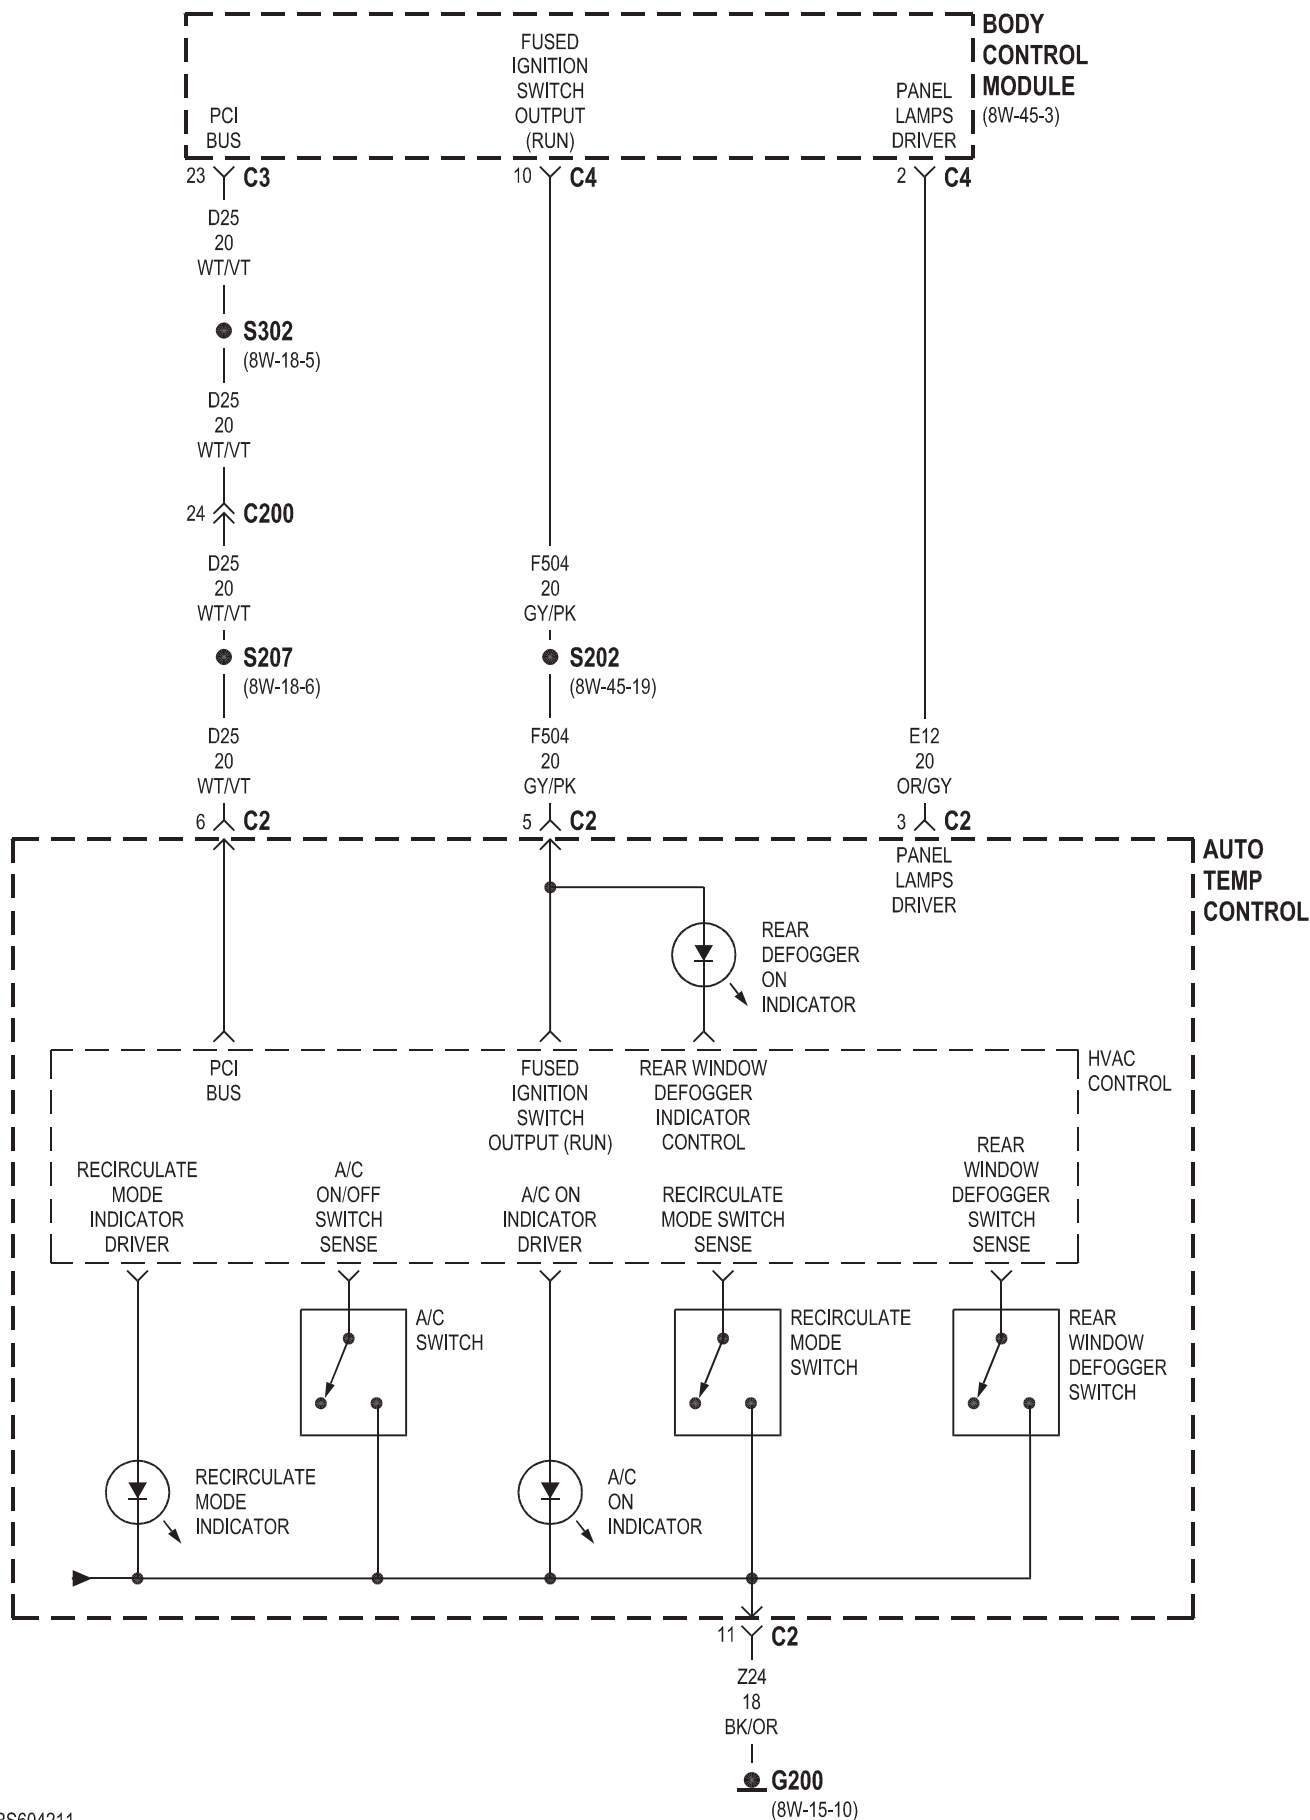 BODY
CONTROL
MODULE
(8W-45-3)
FUSED
IGNITION
SWITCH
OUTPUT
(RUN)
PCI
BUS
PANEL
LAMPS
DRIVER
23 C3
10 C4
2 C4
D25
20
WT/VT
S302
(8W-18-5)
D25
20
WT/VT
24 C200
D25
20
WT/VT
F504
20
GY/PK
S207
(8W-18-6)
S202
(8W-45-19)
D25
20
WT/VT
F504
20
GY/PK
E12
20
OR/GY
6 C2
5 C2
3 C2
AUTO
TEMP
CONTROL
PANEL
LAMPS
DRIVER
REAR
DEFOGGER
ON
INDICATOR
HVAC
CONTROL
PCI
BUS
FUSED
IGNITION
SWITCH
OUTPUT (RUN)
REAR WINDOW
DEFOGGER
INDICATOR
CONTROL
RECIRCULATE
MODE
INDICATOR
DRIVER
A/C
ON/OFF
SWITCH
SENSE
A/C ON
INDICATOR
DRIVER
RECIRCULATE
MODE SWITCH
SENSE
REAR
WINDOW
DEFOGGER
SWITCH
SENSE
A/C
SWITCH
RECIRCULATE
MODE
SWITCH
REAR
WINDOW
DEFOGGER
SWITCH
RECIRCULATE
MODE
INDICATOR
A/C
ON
INDICATOR
11 C2
Z24
18
BK/OR
G200
(8W-15-10)